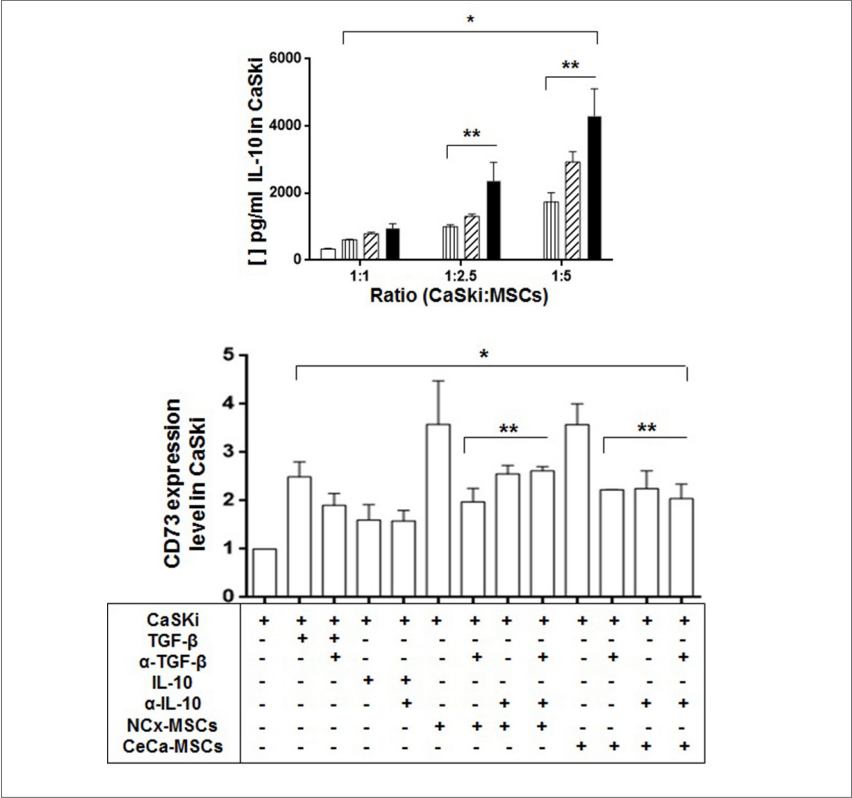 *
6000
4000
2000
0
[ ] pg/ml IL-10 in CaSki
**
**
1:1 1:2.5 1:5
Ratio (CaSki:MSCs)
*
5
4
3
2
1
0
CD73 expression
level in CaSki
**
**
CaSKi + + + + + + + + + + + + +
TGF-β - + + - - - - - - - - - -
α-TGF-β - - + - - - + - + - + - +
IL-10 - - - + + - - - - - - - -
α-IL-10 - - - - + - - + + - - + +
NCx-MSCs - - - - - + + + + - - - -
CeCa-MSCs - - - - - - - - - + + + +